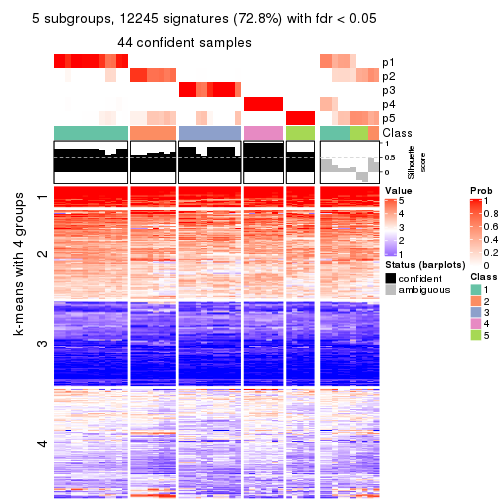 5 subgroups, 12245 signatures (72.8%) with fdr < 0.05
44 confident samples
p1
p2
p3
p4
p5
Class
1
0.5
0
Silhouette
score
k-means with 4 groups
1
2
3
4
Value
5
4
3
2
1
Status (barplots)
confident
ambiguous
Prob
1
0.8
0.6
0.4
0.2
0
Class
1
2
3
4
5